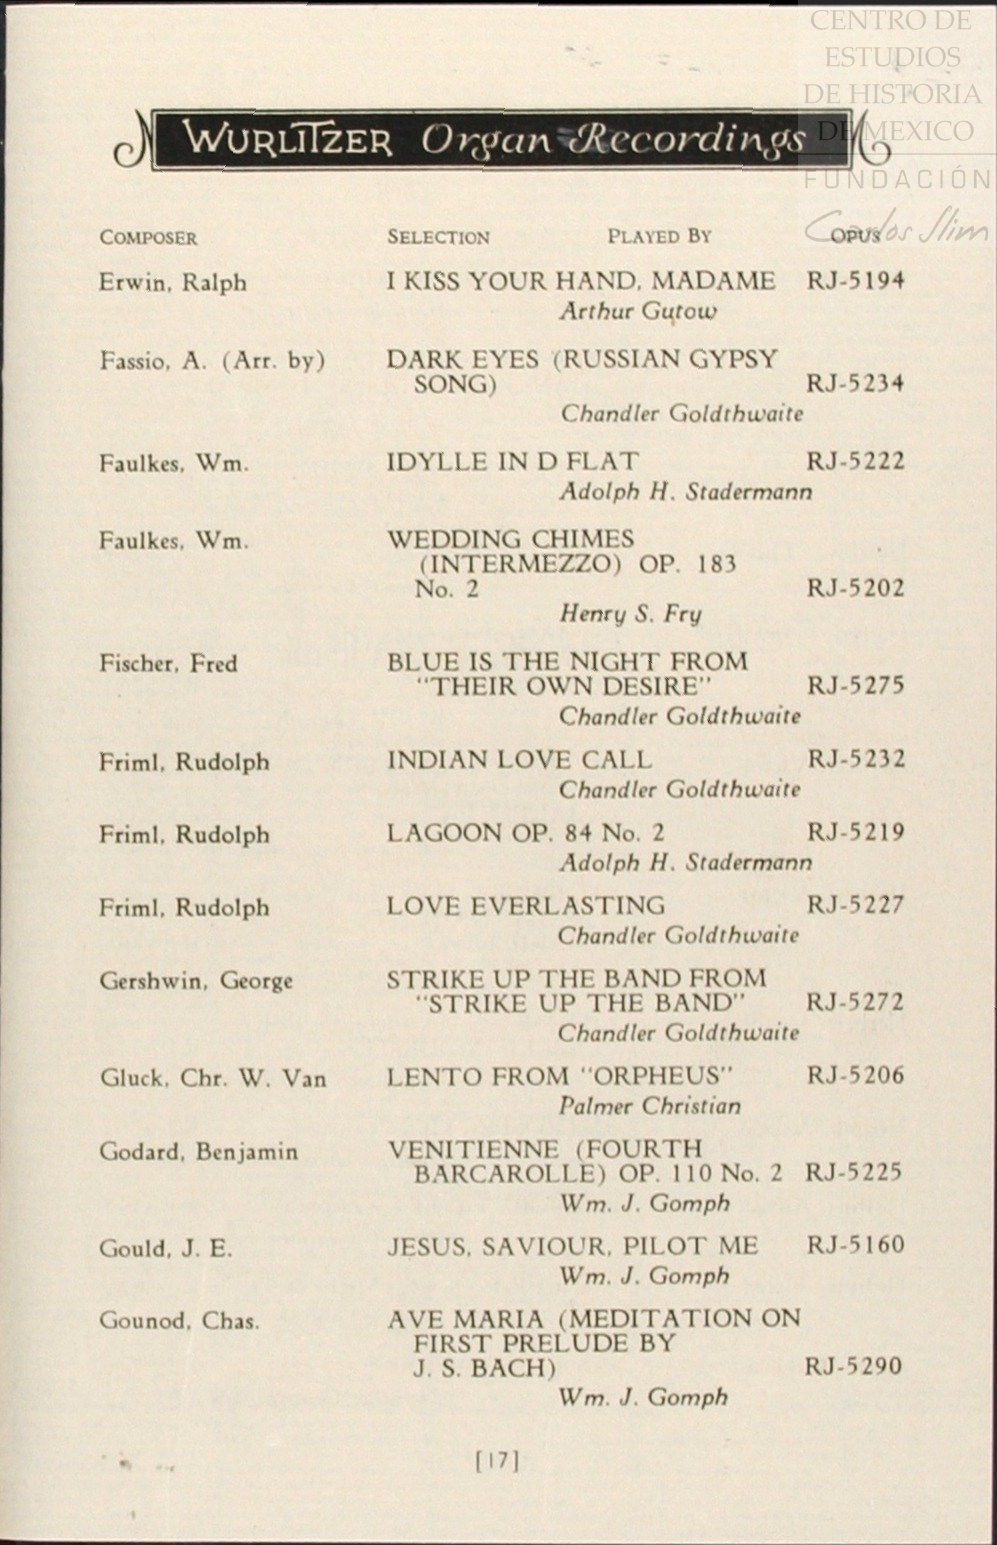 CENTRO DE
ESTUDIOS
DE HISTORIA
DE MEXICO
FUNDACIÓN
Carlos Slim
WURLITZER Organ Recordings
COMPOSER SELECTION PLAYED BY OPUS
Erwin, Ralph I KISS YOUR HAND, MADAME RJ-5194
Arthur Gutow
Fassio, A. (Arr. by) DARK EYES (RUSSIAN GYPSY
SONG) RJ-5234
Chandler Goldthwaite
Faulkes, Wm. IDYLLE IN D FLAT RJ-5222
Adolph H. Stadermann
Faulkes, Wm. WEDDING CHIMES
(INTERMEZZO) OP. 183
No. 2 RJ-5202
Henry S. Fry
Fischer, Fred BLUE IS THE NIGHT FROM
"THEIR OWN DESIRE" RJ-5275
Chandler Goldthwaite
Friml, Rudolph INDIAN LOVE CALL RJ-5232
Chandler Goldthwaite
Friml, Rudolph LAGOON OP. 84 No. 2 RJ-5219
Adolph H. Stadermann
Friml, Rudolph LOVE EVERLASTING RJ-5227
Chandler Goldthwaite
Gershwin, George STRIKE UP THE BAND FROM
"STRIKE UP THE BAND" RJ-5272
Chandler Goldthwaite
Gluck, Chr. W. Van LENTO FROM "ORPHEUS" RJ-5206
Palmer Christian
Godard, Benjamin VENITIENNE (FOURTH
BARCAROLLE) OP. 110 No. 2 RJ-5225
Wm. J. Gomph
Gould, J. E. JESUS, SAVIOUR, PILOT ME RJ-5160
Wm. J. Gomph
Gounod, Chas. AVE MARIA (MEDITATION ON
FIRST PRELUDE BY
J. S. BACH) RJ-5290
Wm. J. Gomph
[17]